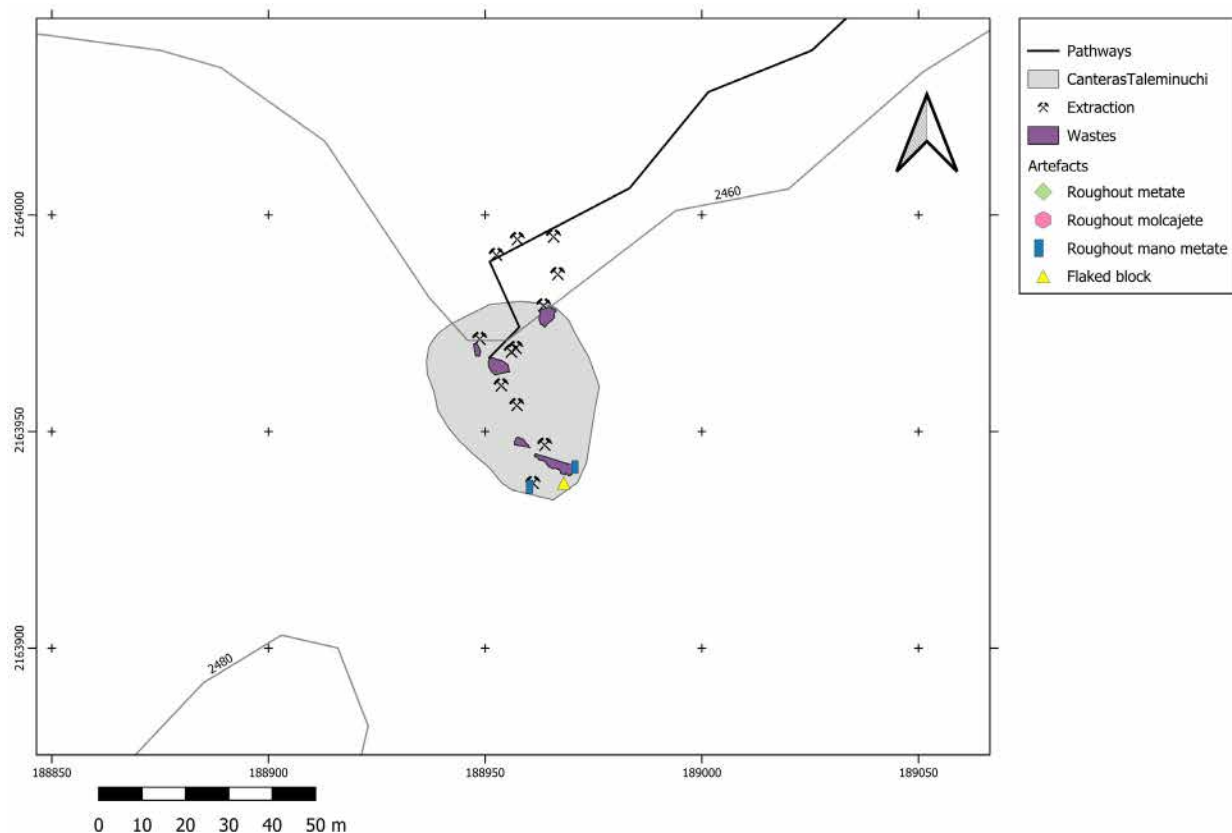 Pathways
CanterasTaleminuchi
Extraction
Wastes
Artefacts
Roughout metate
Roughout molcajete
Roughout mano metate
Flaked block
2460
2480
2164000
2163950
2163900
188850
188900
188950
189000
189050
0 10 20 30 40 50 m